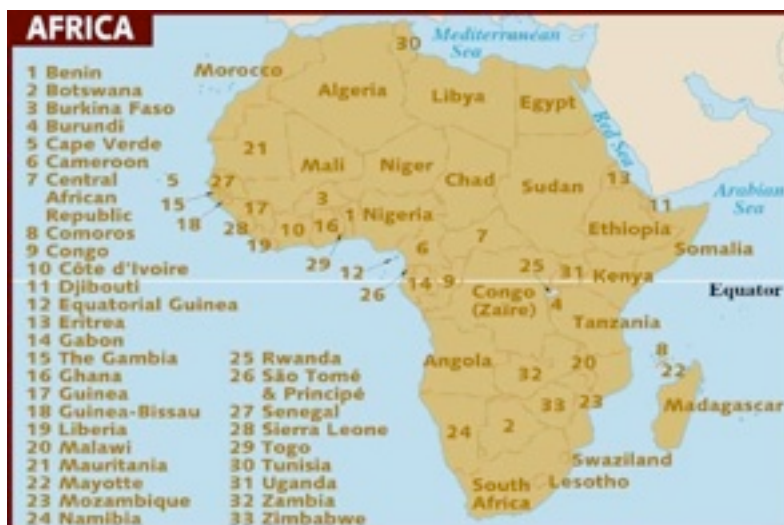 AFRICA
1 Benin
2 Botswana
3 Burkina Faso
4 Burundi
5 Cape Verde
6 Cameroon
7 Central
African
Republic
8 Comoros
9 Congo
10 Côte d'Ivoire
11 Djibouti
12 Equatorial Guinea
13 Eritrea
14 Gabon
15 The Gambia
16 Ghana
17 Guinea
18 Guinea-Bissau
19 Liberia
20 Malawi
21 Mauritania
22 Mayotte
23 Mozambique
24 Namibia
25 Rwanda
26 São Tomé
& Principé
27 Senegal
28 Sierra Leone
29 Togo
30 Tunisia
31 Uganda
32 Zambia
33 Zimbabwe
Mediterranean
Sea
30
Morocco
Algeria
Libya
Egypt
Red Sea
21
Mali
Niger
Chad
Sudan
13
Arabian
Sea
5
27
15
18
17
3
1
Nigeria
11
Ethiopia
28
19
10
16
29
6
7
Somalia
12
26
14
9
25
31
Kenya
Equator
Congo
(Zaïre)
4
Tanzania
Angola
32
20
8
22
33
23
Madagascar
24
2
Swaziland
Lesotho
South
Africa